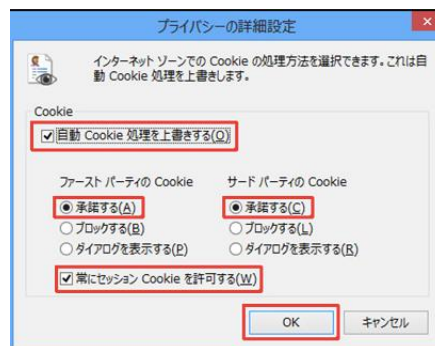 プライバシーの詳細設定
×
インターネット ゾーンでの Cookie の処理方法を選択できます。これは自
動 Cookie 処理を上書きします。
Cookie
自動 Cookie 処理を上書きする(O)
ファースト パーティの Cookie サード パーティの Cookie
承諾する(A) 承諾する(C)
ブロックする(B) ブロックする(L)
ダイアログを表示する(P) ダイアログを表示する(R)
常にセッション Cookie を許可する(W)
OK キャンセル